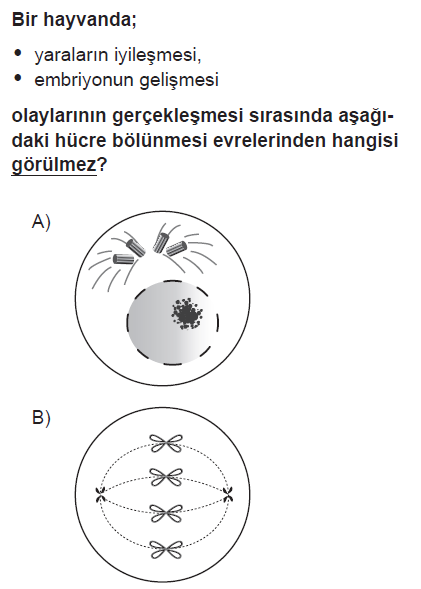 Bir hayvanda;
• yaraların iyileşmesi,
• embriyonun gelişmesi
olaylarının gerçekleşmesi sırasında aşağı-
daki hücre bölünmesi evrelerinden hangisi
görülmez?
A)
B)